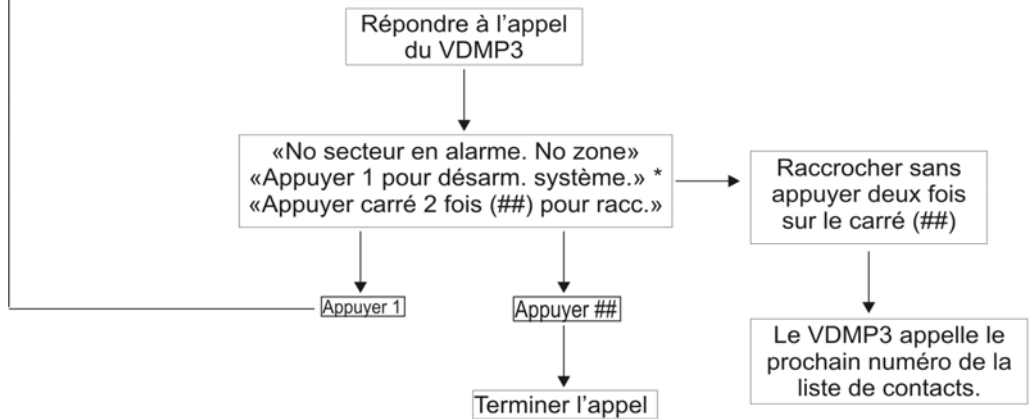 Répondre à l’appel
du VDMP3
«No secteur en alarme. No zone»
«Appuyer 1 pour désarm. système.» *
«Appuyer carré 2 fois (##) pour racc.»
Raccrocher sans
appuyer deux fois
sur le carré (##)
Appuyer 1
Appuyer ##
Le VDMP3 appelle le
prochain numéro de la
liste de contacts.
Terminer l’appel